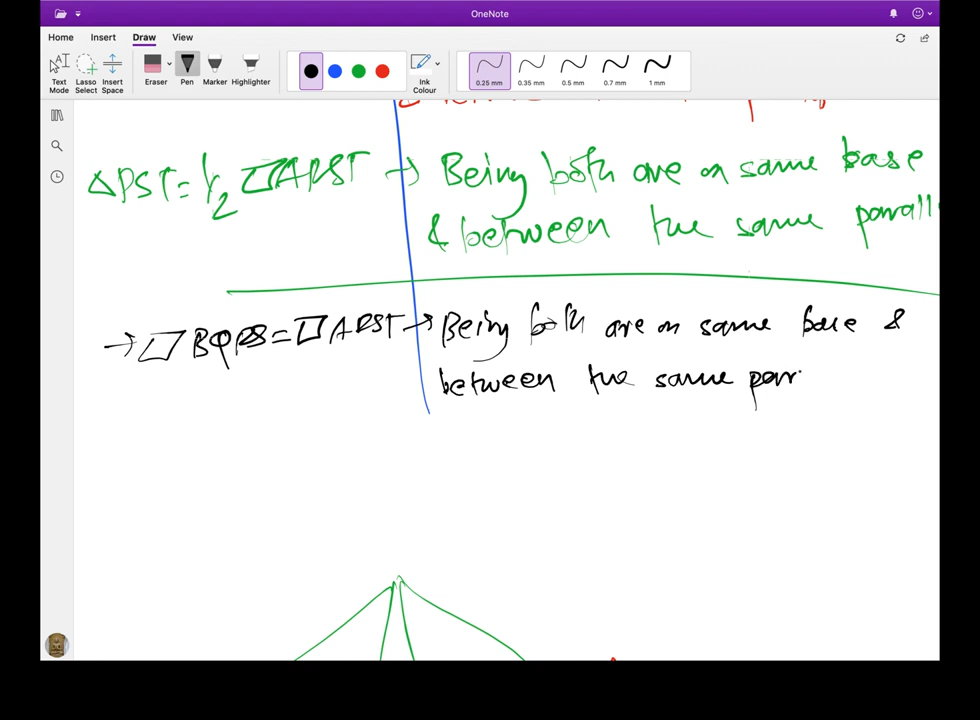 OneNote
Home Insert Draw View
Text Mode Lasso Select Insert Space Eraser Pen Marker Highlighter Ink Colour 0.25 mm 0.35 mm 0.5 mm 0.7 mm 1 mm
△PST = 1/2 ▱ARST → Being both are on same base
& between the same parall
→ ▱ BQRS = ▱ ARST → Being both are on same base &
between the same par